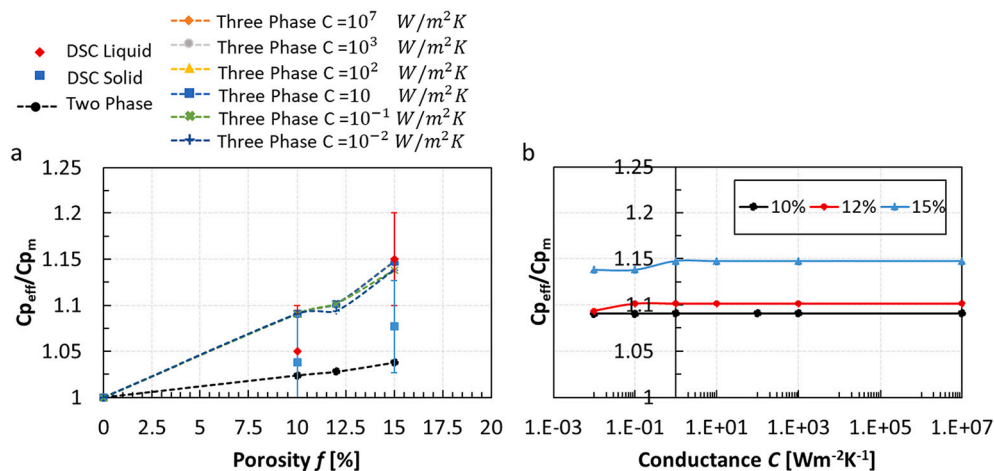 Three Phase C =10⁷ W/m²K
Three Phase C =10³ W/m²K
Three Phase C =10² W/m²K
Three Phase C =10 W/m²K
Three Phase C =10⁻¹ W/m²K
Three Phase C =10⁻² W/m²K
DSC Liquid
DSC Solid
Two Phase
a
Cp_eff/Cp_m
1.25
1.2
1.15
1.1
1.05
1
0 2.5 5 7.5 10 12.5 15 17.5 20
Porosity f [%]
b
Cp_eff/Cp_m
1.25
1.2
1.15
1.1
1.05
1
10% 12% 15%
1.E-03 1.E-01 1.E+01 1.E+03 1.E+05 1.E+07
Conductance C [Wm⁻²K⁻¹]